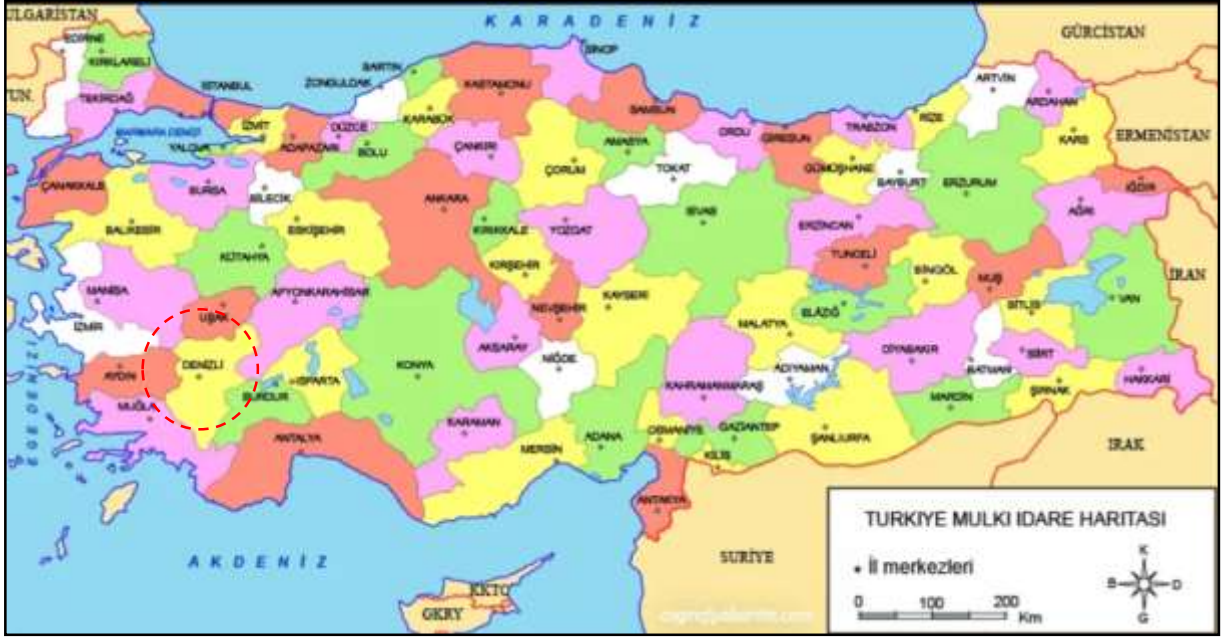 KARADENİZ
GÜRCİSTAN
EDİRNE
KIRKLARELİ
TEKİRDAĞ
İSTANBUL
MARMARA DENİZİ
YALOVA
İZMİT
ADAPAZARI
DÜZCE
BOLU
ZONGULDAK
BARTIN
KARABÜK
KASTAMONU
SİNOP
ÇANKIRI
ÇORUM
SAMSUN
AMASYA
TOKAT
ORDU
GİRESUN
TRABZON
GÜMÜŞHANE
BAYBURT
RİZE
ARTVİN
ARDAHAN
KARS
ERMENİSTAN
ÇANAKKALE
BURSA
BİLECİK
BALIKESİR
KÜTAHYA
ESKİŞEHİR
ANKARA
KIRIKKALE
YOZGAT
KIRŞEHİR
SİVAS
ERZİNCAN
ERZURUM
IĞDIR
AĞRI
İRAN
MANİSA
İZMİR
UŞAK
AFYONKARAHİSAR
NEVŞEHİR
KAYSERİ
TUNCELİ
BİNGÖL
MUŞ
BİTLİS
VAN
EGE DENİZİ
AYDIN
DENİZLİ
BURDUR
ISPARTA
KONYA
AKSARAY
NİĞDE
MALATYA
ELAZIĞ
DİYABAKIR
BATMAN
SİİRT
HAKKARİ
MUĞLA
ANTALYA
KARAMAN
MERSİN
ADANA
KAHRAMANMARAŞ
ADIYAMAN
OSMANİYE
GAZİANTEP
KİLİS
ŞANLIURFA
MARDİN
ŞIRNAK
IRAK
ANTAKYA
SURİYE
AKDENİZ
KKTC
GKRY
TURKIYE MULKI IDARE HARITASI
İl merkezleri
0 100 200
Km
K
B D
G